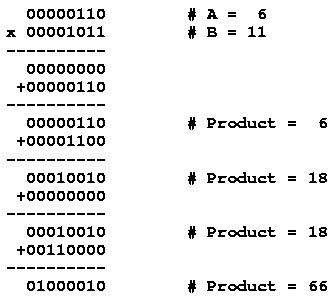 00000110 # A = 6
x 00001011 # B = 11
----------
00000000
+00000110
----------
00000110 # Product = 6
+00001100
----------
00010010 # Product = 18
+00000000
----------
00010010 # Product = 18
+00110000
----------
01000010 # Product = 66